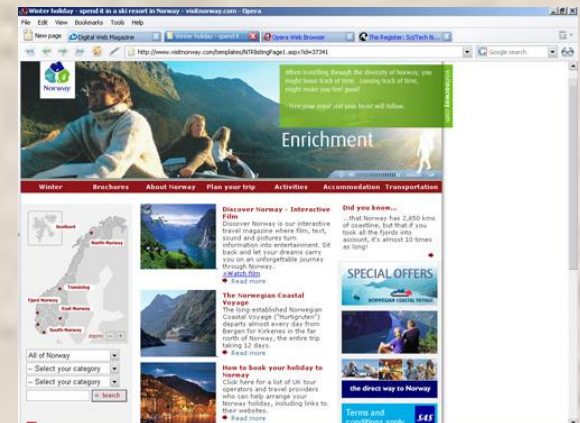 Winter holiday - spend it in a ski resort in Norway - visitnorway.com - Opera
File Edit View Bookmarks Tools Help
New page
Digital Web Magazine
Winter holiday - spend it
Opera Web Browser
The Register: Sci/Tech N...
http://www.visitnorway.com/templates/NTRlistingPage1.aspx?id=37341
Google search
Norway
When travelling through the diversity of Norway, you
might loose track of time. Loosing track of time,
might make you feel good!
- Free your mind and your heart will follow.
visitnorway.com
Enrichment
Winter Brochures About Norway Plan your trip Activities Accommodation Transportation
Svalbard
North Norway
Trøndelag
Fjord Norway
East Norway
South Norway
zoom:
All of Norway
-- Select your category
-- Select your category
Search
Discover Norway - Interactive
Film
Discover Norway is our interactive
travel magazine where film, text,
sound and pictures turn
information into entertainment. Sit
back and let your dreams carry
you on an unforgettable journey
through Norway.
>Watch film
Read more
The Norwegian Coastal
Voyage
The long-established Norwegian
Coastal Voyage ("Hurtigruten")
departs almost every day from
Bergen for Kirkenes in the far
north of Norway, the entire trip
taking 12 days.
Read more
How to book your holiday to
Norway
Click here for a list of UK tour
operators and travel providers
who can help arrange your
Norway holiday, including links to
their websites.
Read more
Did you know...
...that Norway has 2,650 kms
of coastline, but that if you
took all the fjords into
account, it's almost 10 times
as long!
SPECIAL OFFERS
NORWEGIAN COASTAL VOYAGE
the direct way to Norway
Terms and
conditions apply
SAS